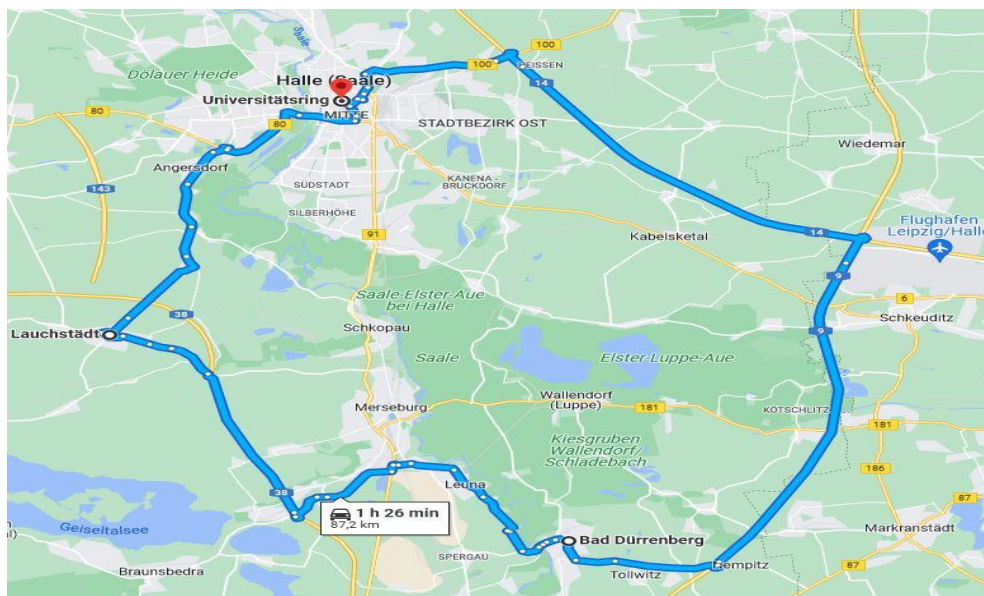 Saale
100
100
PEISSEN
Dölauer Heide
Halle (Saale)
Universitätsring
MITTE
14
80
80
STADTBEZIRK OST
Wiedemar
Angersdorf
KANENA-
BRUCKDORF
143
SÜDSTADT
SILBERHÖHE
91
Kabelsketal
14
Flughafen
Leipzig/Halle
9
6
Saale-Elster-Aue
bei Halle
38
Schkopau
Schkeuditz
Lauchstädt
9
Saale
Elster-Luppe-Aue
Merseburg
Wallendorf
(Luppe)
181
KÖTSCHLITZ
181
Kiesgruben
Wallendorf/
Schladebach
186
Leuna
38
1 h 26 min
87,2 km
87
Geiseltalsee
Markranstädt
SPERGAU
Bad Dürrenberg
Braunsbedra
Tollwitz
87